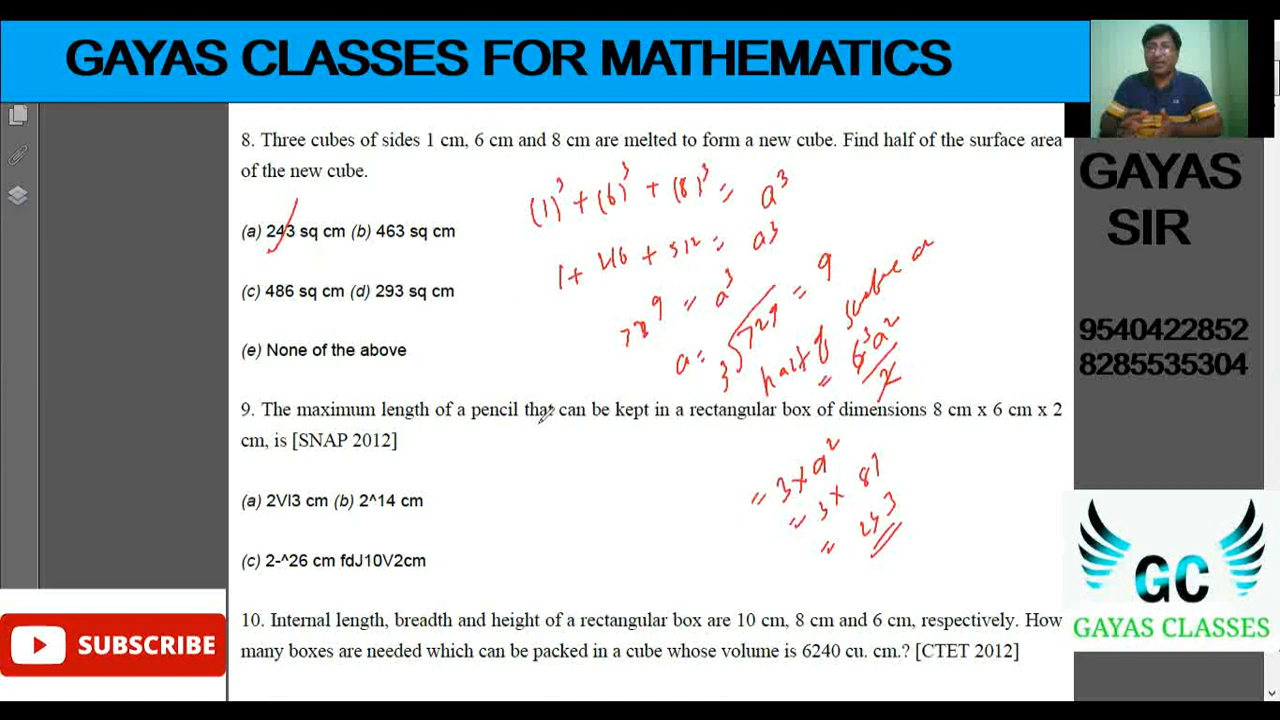 GAYAS CLASSES FOR MATHEMATICS
8. Three cubes of sides 1 cm, 6 cm and 8 cm are melted to form a new cube. Find half of the surface area
of the new cube.
(1)³ + (6)³ + (8)³ = a³
(a) 243 sq cm (b) 463 sq cm
1 + 216 + 512 = a³
(c) 486 sq cm (d) 293 sq cm
729 = a³
a = ³√729 = 9
(e) None of the above
half of surface a
= 6a²/2
3
9. The maximum length of a pencil that can be kept in a rectangular box of dimensions 8 cm x 6 cm x 2
cm, is [SNAP 2012]
= 3 × 9²
(a) 2VI3 cm (b) 2^14 cm
= 3 × 81
= 243
(c) 2-^26 cm fdJ10V2cm
10. Internal length, breadth and height of a rectangular box are 10 cm, 8 cm and 6 cm, respectively. How
many boxes are needed which can be packed in a cube whose volume is 6240 cu. cm.? [CTET 2012]
GAYAS
SIR
9540422852
8285535304
GC
GAYAS CLASSES
SUBSCRIBE